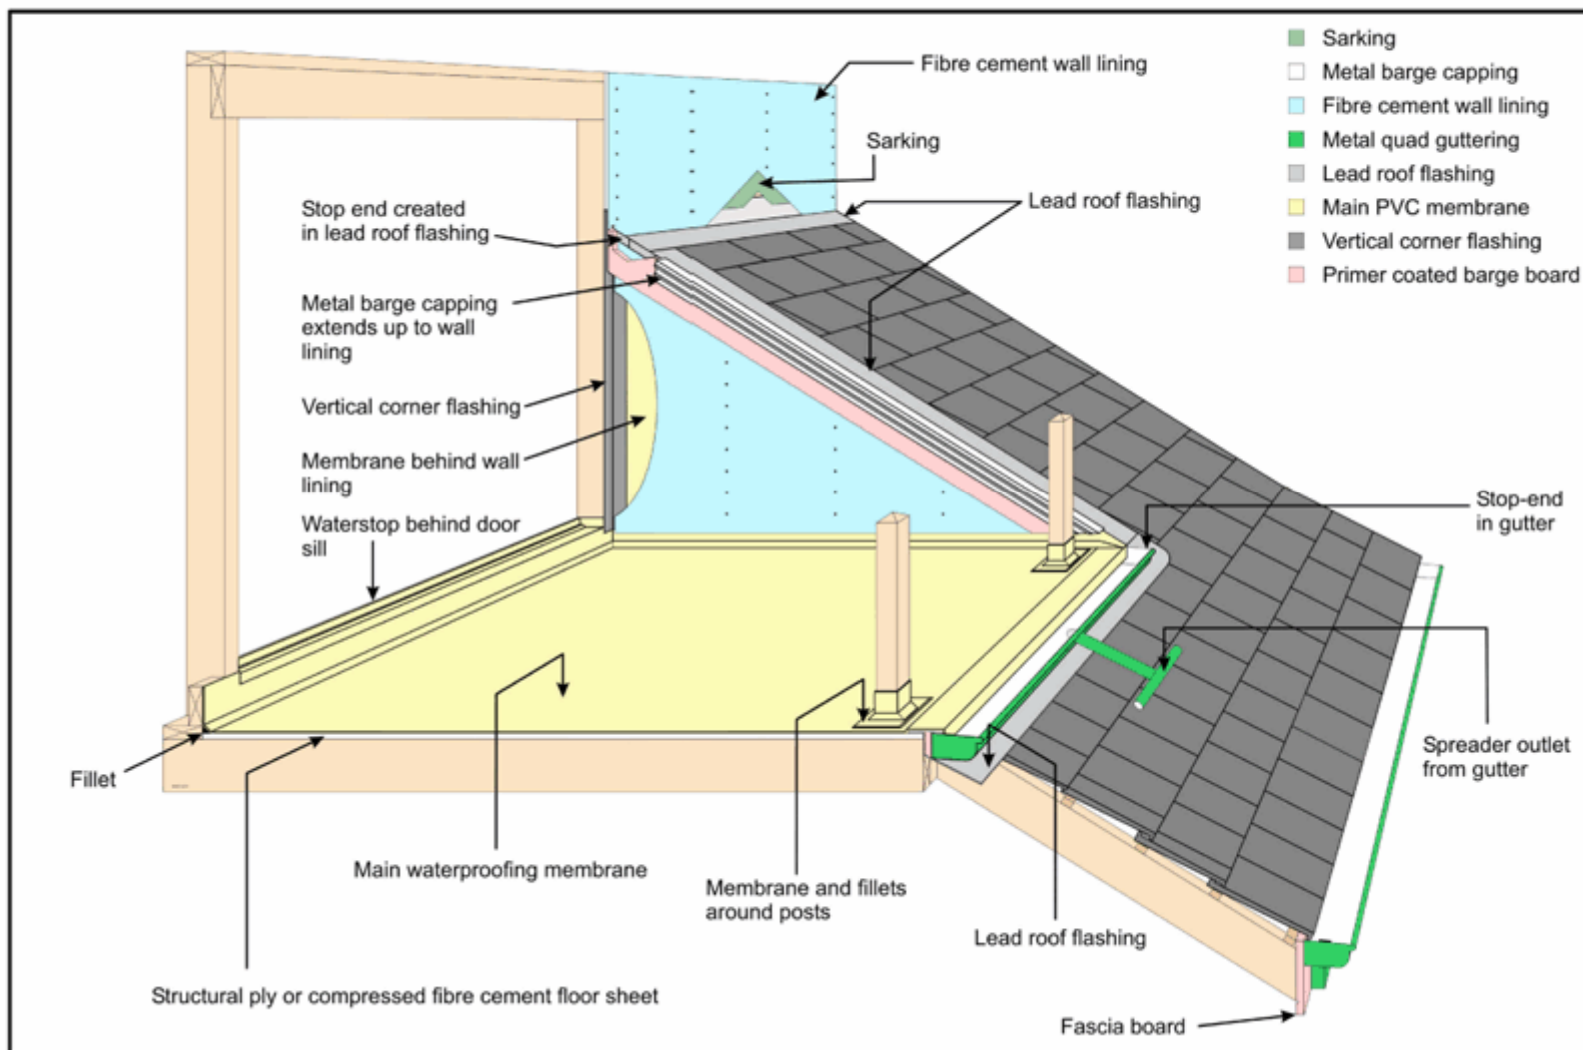 Sarking
Metal barge capping
Fibre cement wall lining
Metal quad guttering
Lead roof flashing
Main PVC membrane
Vertical corner flashing
Primer coated barge board
Fibre cement wall lining
Sarking
Lead roof flashing
Stop end created
in lead roof flashing
Metal barge capping
extends up to wall
lining
Vertical corner flashing
Membrane behind wall
lining
Waterstop behind door
sill
Stop-end
in gutter
Spreader outlet
from gutter
Fillet
Main waterproofing membrane
Membrane and fillets
around posts
Lead roof flashing
Structural ply or compressed fibre cement floor sheet
Fascia board